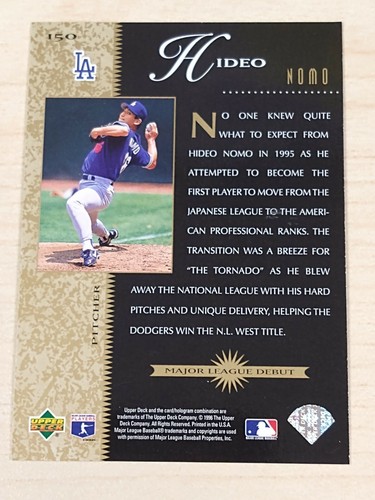 150
HIDEO
NOMO
LA
NO ONE KNEW QUITE
WHAT TO EXPECT FROM
HIDEO NOMO IN 1995 AS HE
ATTEMPTED TO BECOME THE
FIRST PLAYER TO MOVE FROM THE
JAPANESE LEAGUE TO THE AMERI-
CAN PROFESSIONAL RANKS. THE
TRANSITION WAS A BREEZE FOR
"THE TORNADO" AS HE BLEW
AWAY THE NATIONAL LEAGUE WITH HIS HARD
PITCHES AND UNIQUE DELIVERY, HELPING THE
DODGERS WIN THE N.L. WEST TITLE.
PITCHER
MAJOR LEAGUE DEBUT
Upper Deck and the card/hologram combination are
trademarks of The Upper Deck Company. © 1996 The Upper
Deck Company. All Rights Reserved. Printed in the U.S.A.
Major League Baseball trademarks and copyrights are used
with permission of Major League Baseball Properties, Inc.
UPPER
DECK
PLAYERS